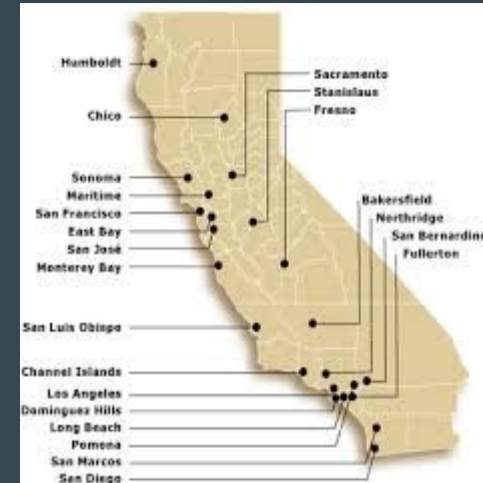 Humboldt
Chico
Sonoma
Maritime
San Francisco
East Bay
San José
Monterey Bay
San Luis Obispo
Channel Islands
Los Angeles
Dominguez Hills
Long Beach
Pomona
San Marcos
San Diego
Sacramento
Stanislaus
Fresno
Bakersfield
Northridge
San Bernardino
Fullerton